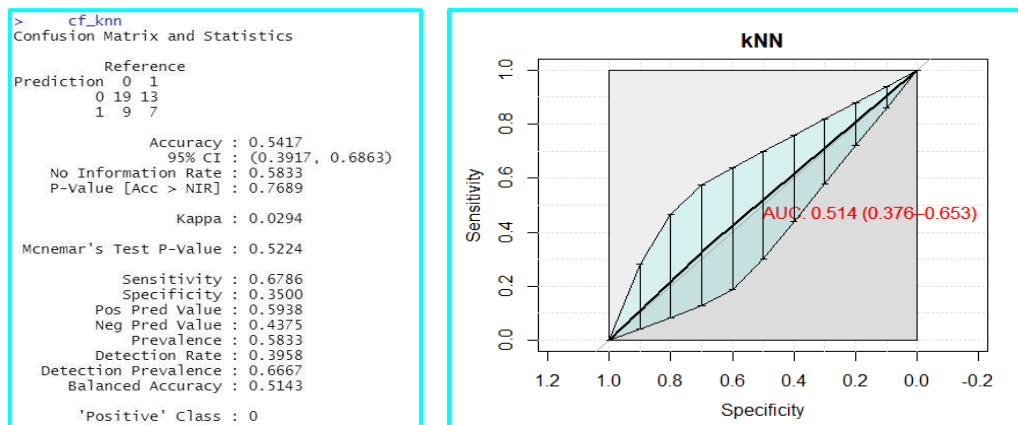 > cf_knn
Confusion Matrix and Statistics
Reference
Prediction 0 1
0 19 13
1 9 7
Accuracy : 0.5417
95% CI : (0.3917, 0.6863)
No Information Rate : 0.5833
P-Value [Acc > NIR] : 0.7689
Kappa : 0.0294
Mcnemar's Test P-Value : 0.5224
Sensitivity : 0.6786
Specificity : 0.3500
Pos Pred Value : 0.5938
Neg Pred Value : 0.4375
Prevalence : 0.5833
Detection Rate : 0.3958
Detection Prevalence : 0.6667
Balanced Accuracy : 0.5143
'Positive' Class : 0
kNN
Sensitivity
1.0
0.8
0.6
0.4
0.2
0.0
AUC: 0.514 (0.376–0.653)
1.2 1.0 0.8 0.6 0.4 0.2 0.0 -0.2
Specificity